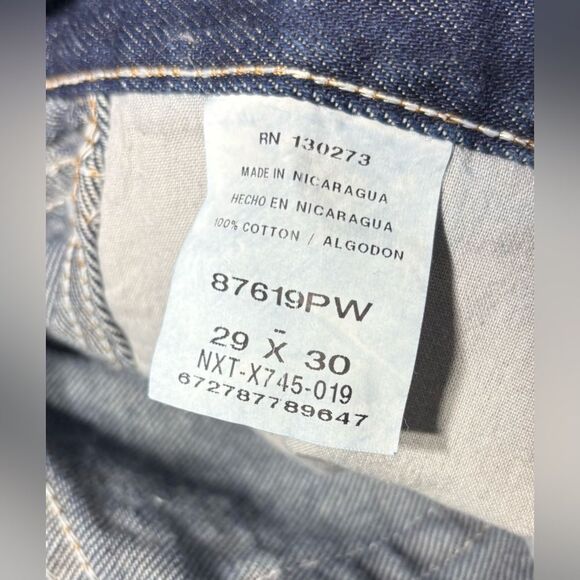 RN 130273
MADE IN NICARAGUA
HECHO EN NICARAGUA
100% COTTON / ALGODON
87619PW
29 X 30
NXT-X745-019
672787789647